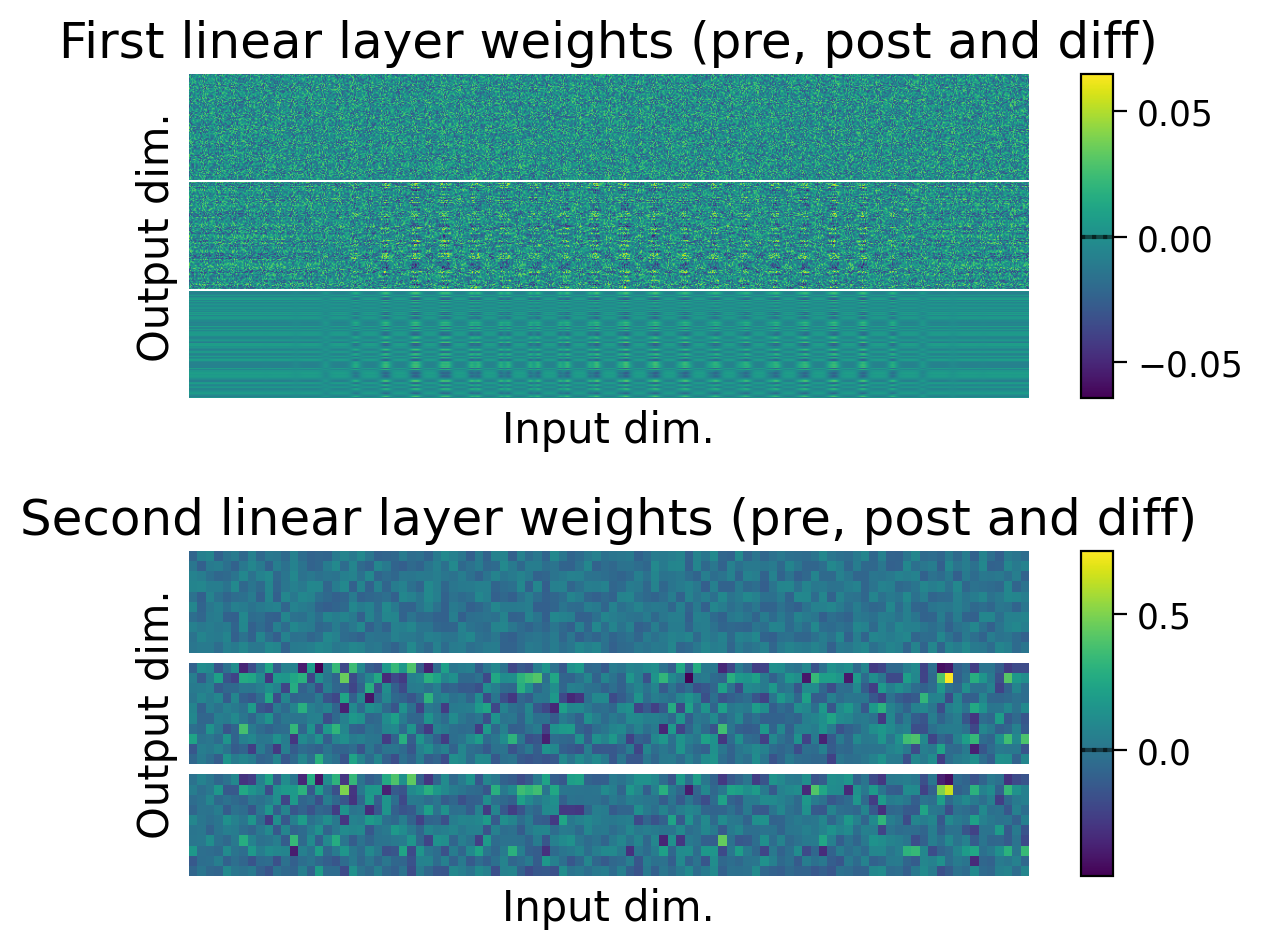 First linear layer weights (pre, post and diff)
Output dim.
0.05
0.00
−0.05
Input dim.
Second linear layer weights (pre, post and diff)
Output dim.
0.5
0.0
Input dim.